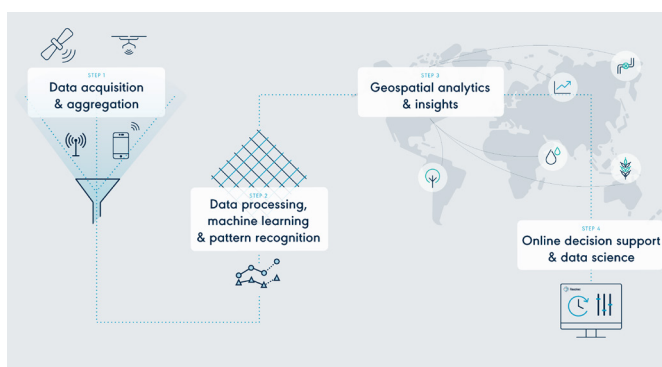 STEP 1
Data acquisition
& aggregation
STEP 2
Data processing,
machine learning
& pattern recognition
STEP 3
Geospatial analytics
& insights
STEP 4
Online decision support
& data science